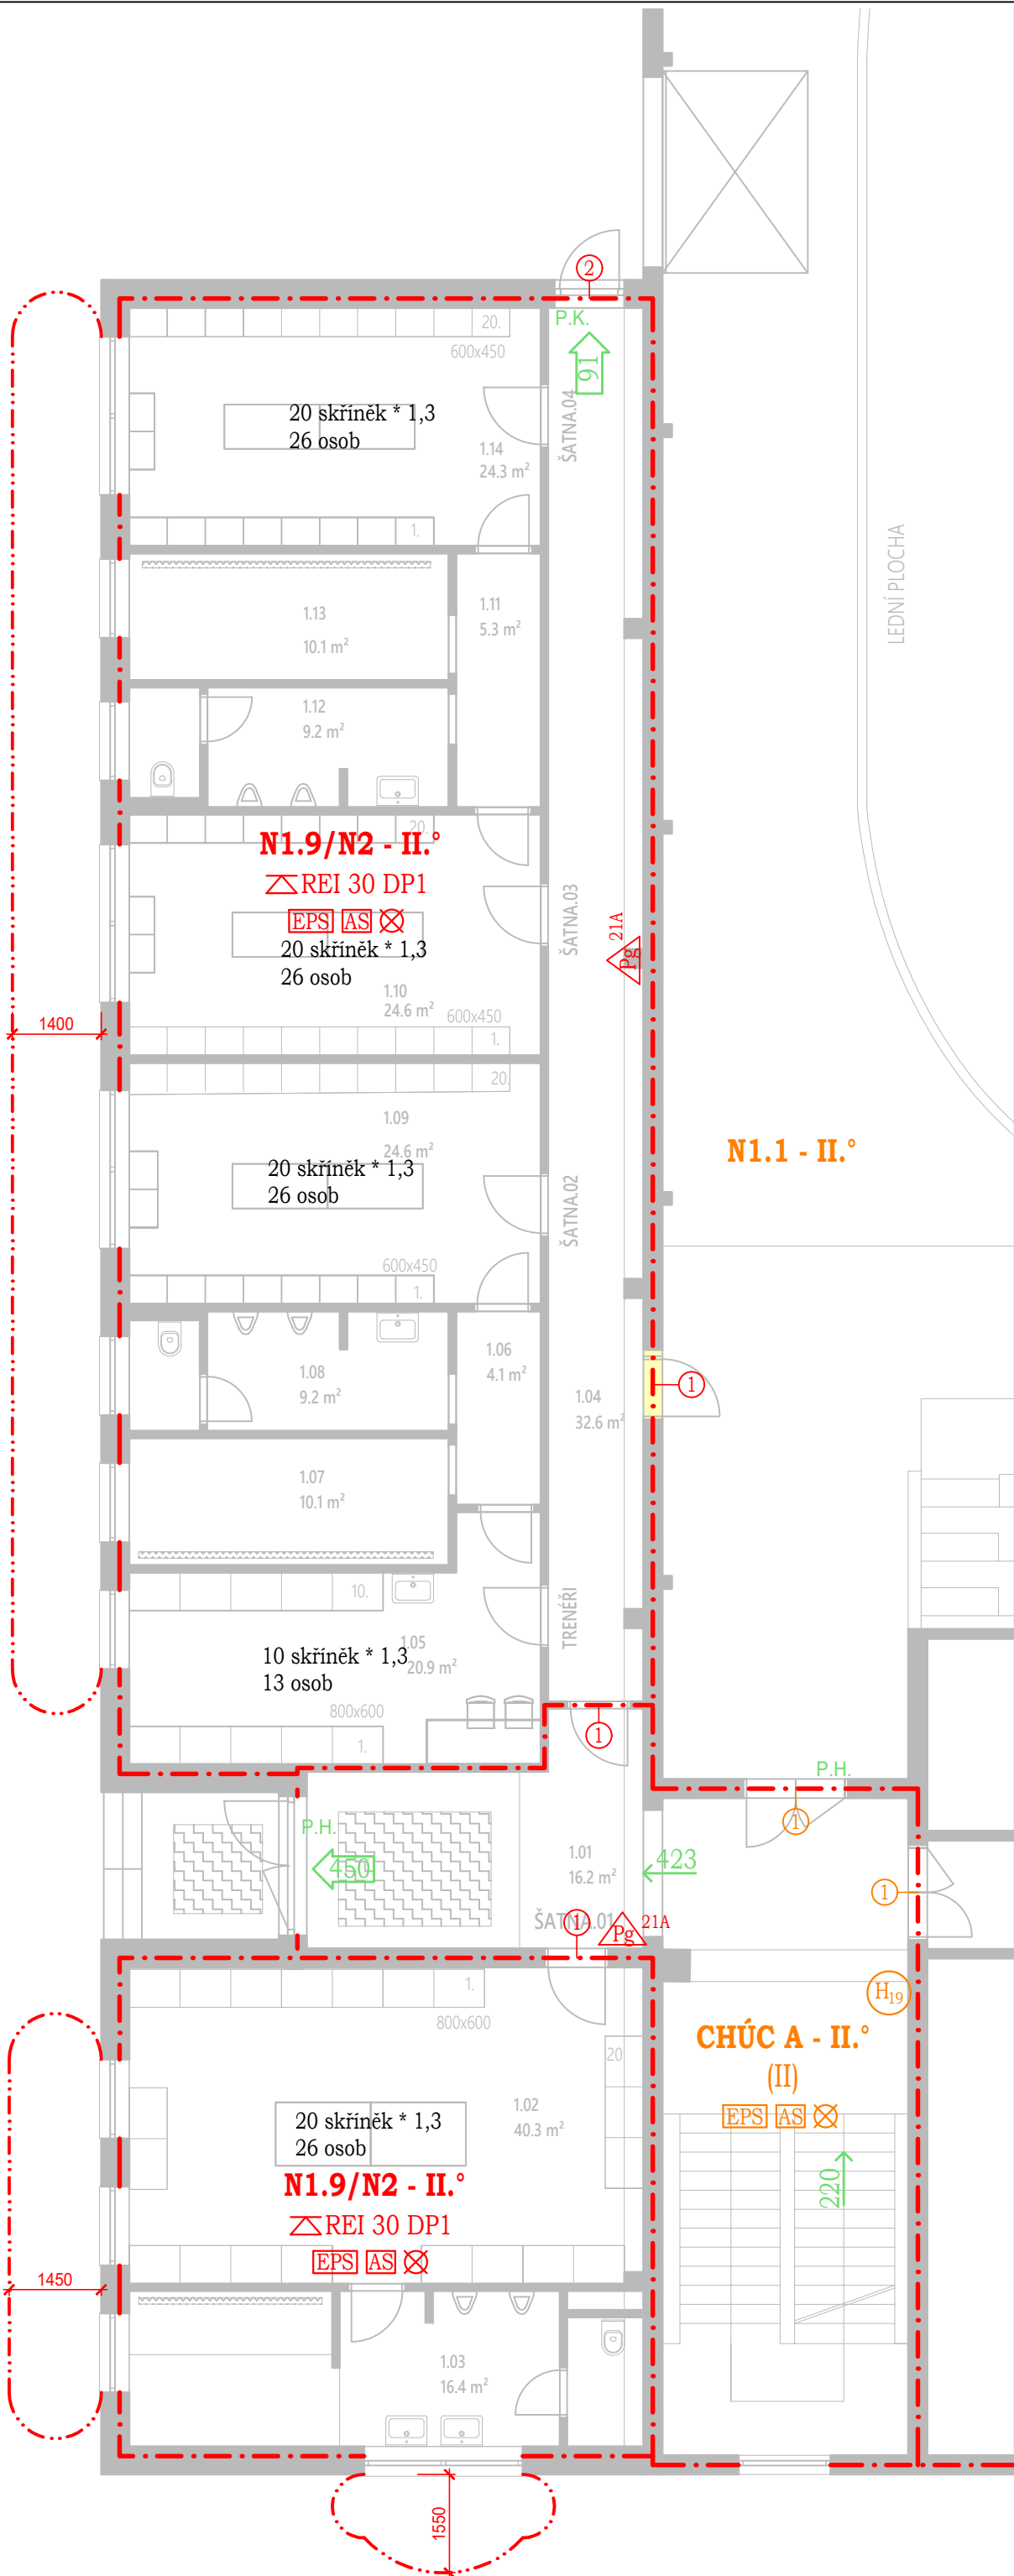 2
P.K.
91
20.
600x450
20 skříněk * 1,3
26 osob
1.14
24.3 m²
ŠATNA.04
1.
LEDNÍ PLOCHA
1.13
10.1 m²
1.11
5.3 m²
1.12
9.2 m²
20.
N1.9/N2 - II.°
REI 30 DP1
EPS AS
20 skříněk * 1,3
26 osob
1.10
24.6 m²
600x450
1.
ŠATNA.03
21A
Pg
1400
20.
1.09
24.6 m²
20 skříněk * 1,3
26 osob
ŠATNA.02
N1.1 - II.°
600x450
1.
1.08
9.2 m²
1.06
4.1 m²
1.04
32.6 m²
1
1.07
10.1 m²
10.
TRENÉŘI
10 skříněk * 1,3
13 osob
1.05
20.9 m²
800x600
1.
1
P.H.
1
P.H.
450
1.01
16.2 m²
423
1
ŠATNA.01
1
Pg
21A
1.
800x600
H19
20
CHÚC A - II.°
(II)
EPS AS
1.02
40.3 m²
20 skříněk * 1,3
26 osob
N1.9/N2 - II.°
REI 30 DP1
EPS AS
220
1450
1.03
16.4 m²
1550